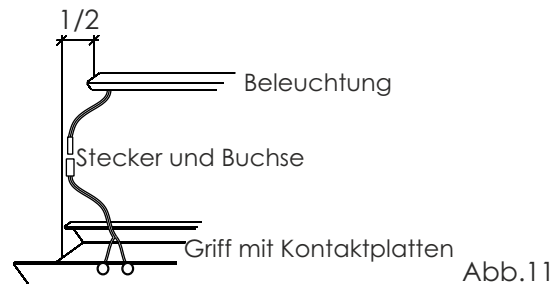 1/2
Beleuchtung
Stecker und Buchse
Griff mit Kontaktplatten
Abb.11